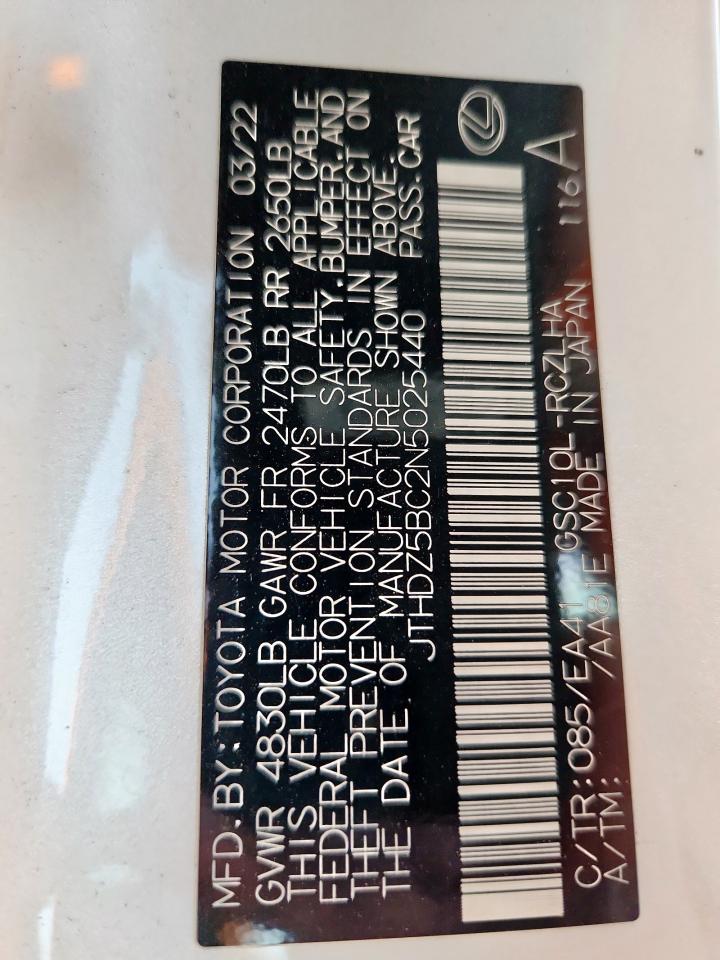 MFD.BY:TOYOTA MOTOR CORPORATION 03/22
GVWR 4830LB GAWR FR 2470LB RR 2650LB
THIS VEHICLE CONFORMS TO ALL APPLICABLE
FEDERAL MOTOR VEHICLE SAFETY.BUMPER.AND
THEFT PREVENTION STANDARDS IN EFFECT ON
THE DATE OF MANUFACTURE SHOWN ABOVE.
JTHDZ5BC2N5025440 PASS.CAR
C/TR:085/EA41 GSC10L-RCZLHA 116
A/TM: /AA81E MADE IN JAPAN A